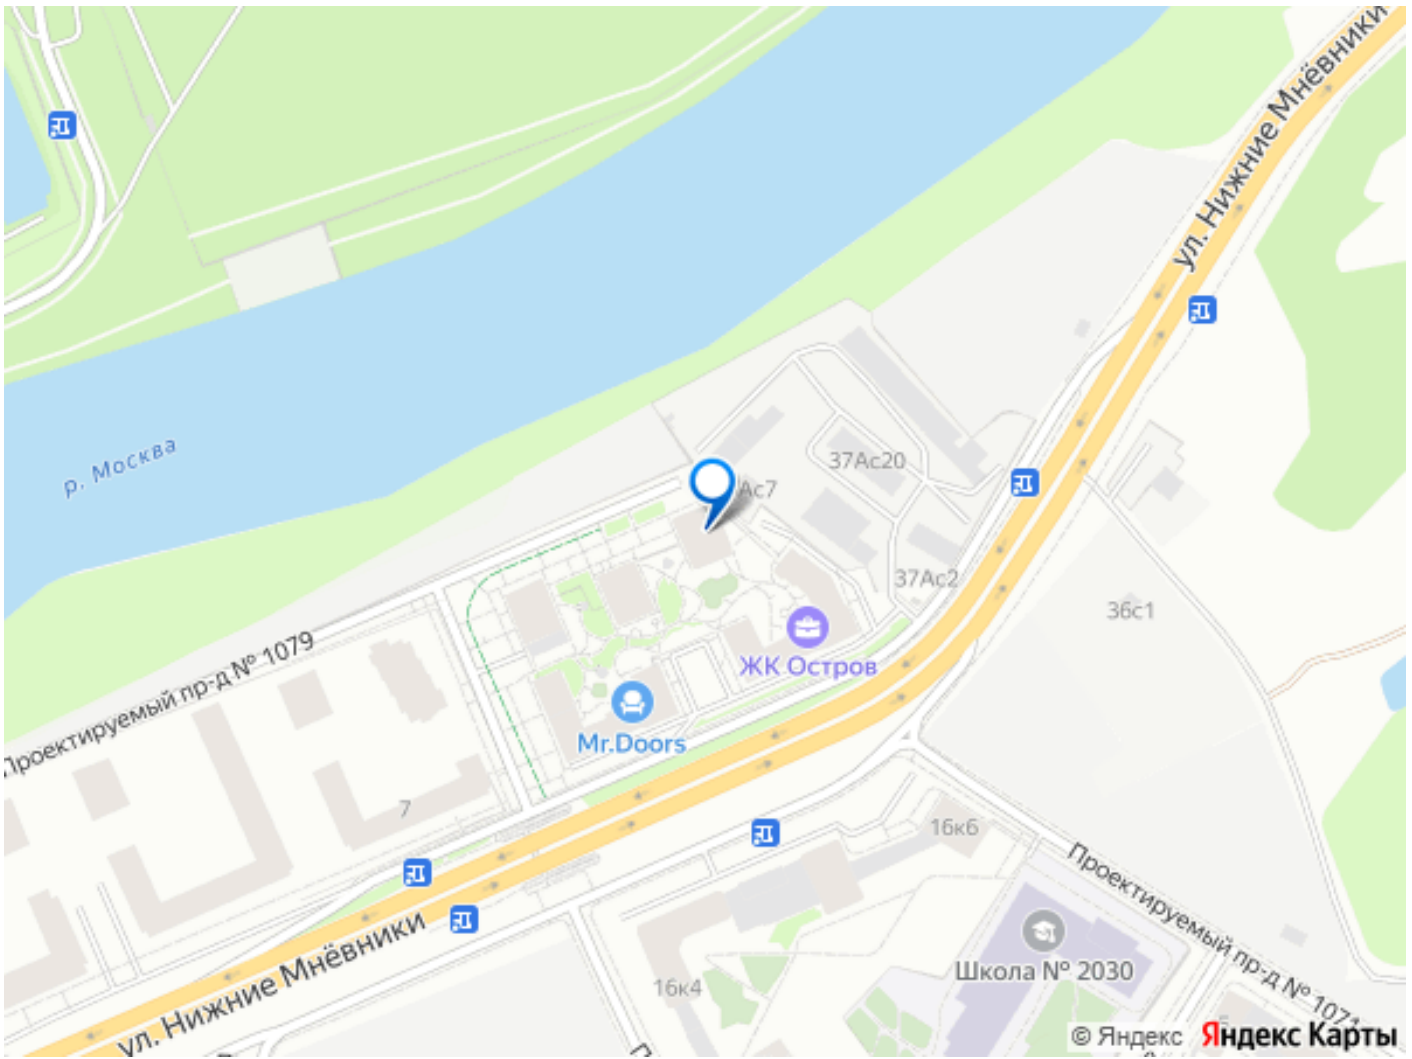 ул. Нижние Мнёвники
р. Москва
37Ас20
Ас7
37Ас2
36с1
ЖК Остров
Проектируемый пр-д № 1079
Mr.Doors
7
16к6
Проектируемый пр-д № 1071
Школа № 2030
ул. Нижние Мнёвники
16к4
© Яндекс Яндекс Карты